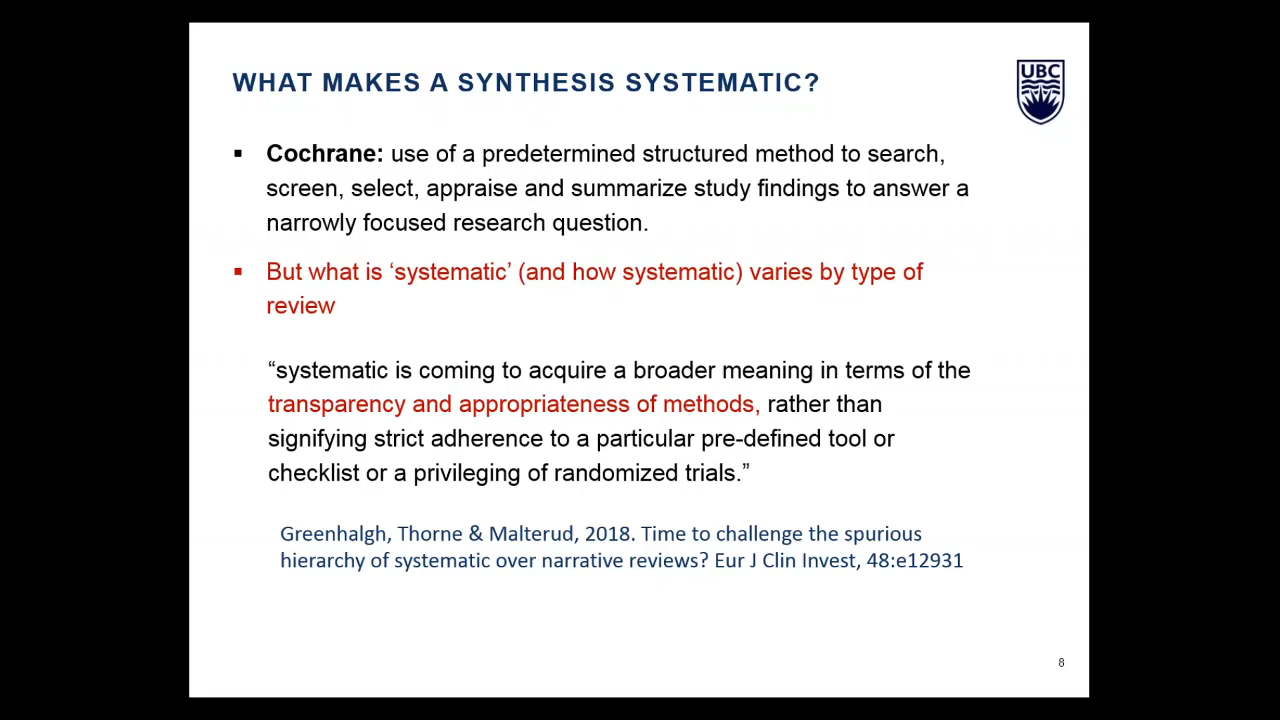 WHAT MAKES A SYNTHESIS SYSTEMATIC?
UBC
▪ Cochrane: use of a predetermined structured method to search,
screen, select, appraise and summarize study findings to answer a
narrowly focused research question.
▪ But what is ‘systematic’ (and how systematic) varies by type of
review
“systematic is coming to acquire a broader meaning in terms of the
transparency and appropriateness of methods, rather than
signifying strict adherence to a particular pre-defined tool or
checklist or a privileging of randomized trials.”
Greenhalgh, Thorne & Malterud, 2018. Time to challenge the spurious
hierarchy of systematic over narrative reviews? Eur J Clin Invest, 48:e12931
8